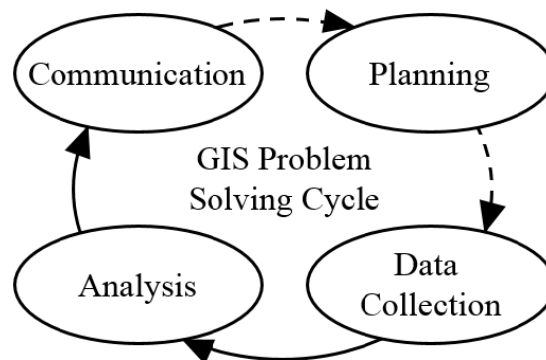 Communication
Planning
GIS Problem
Solving Cycle
Analysis
Data
Collection